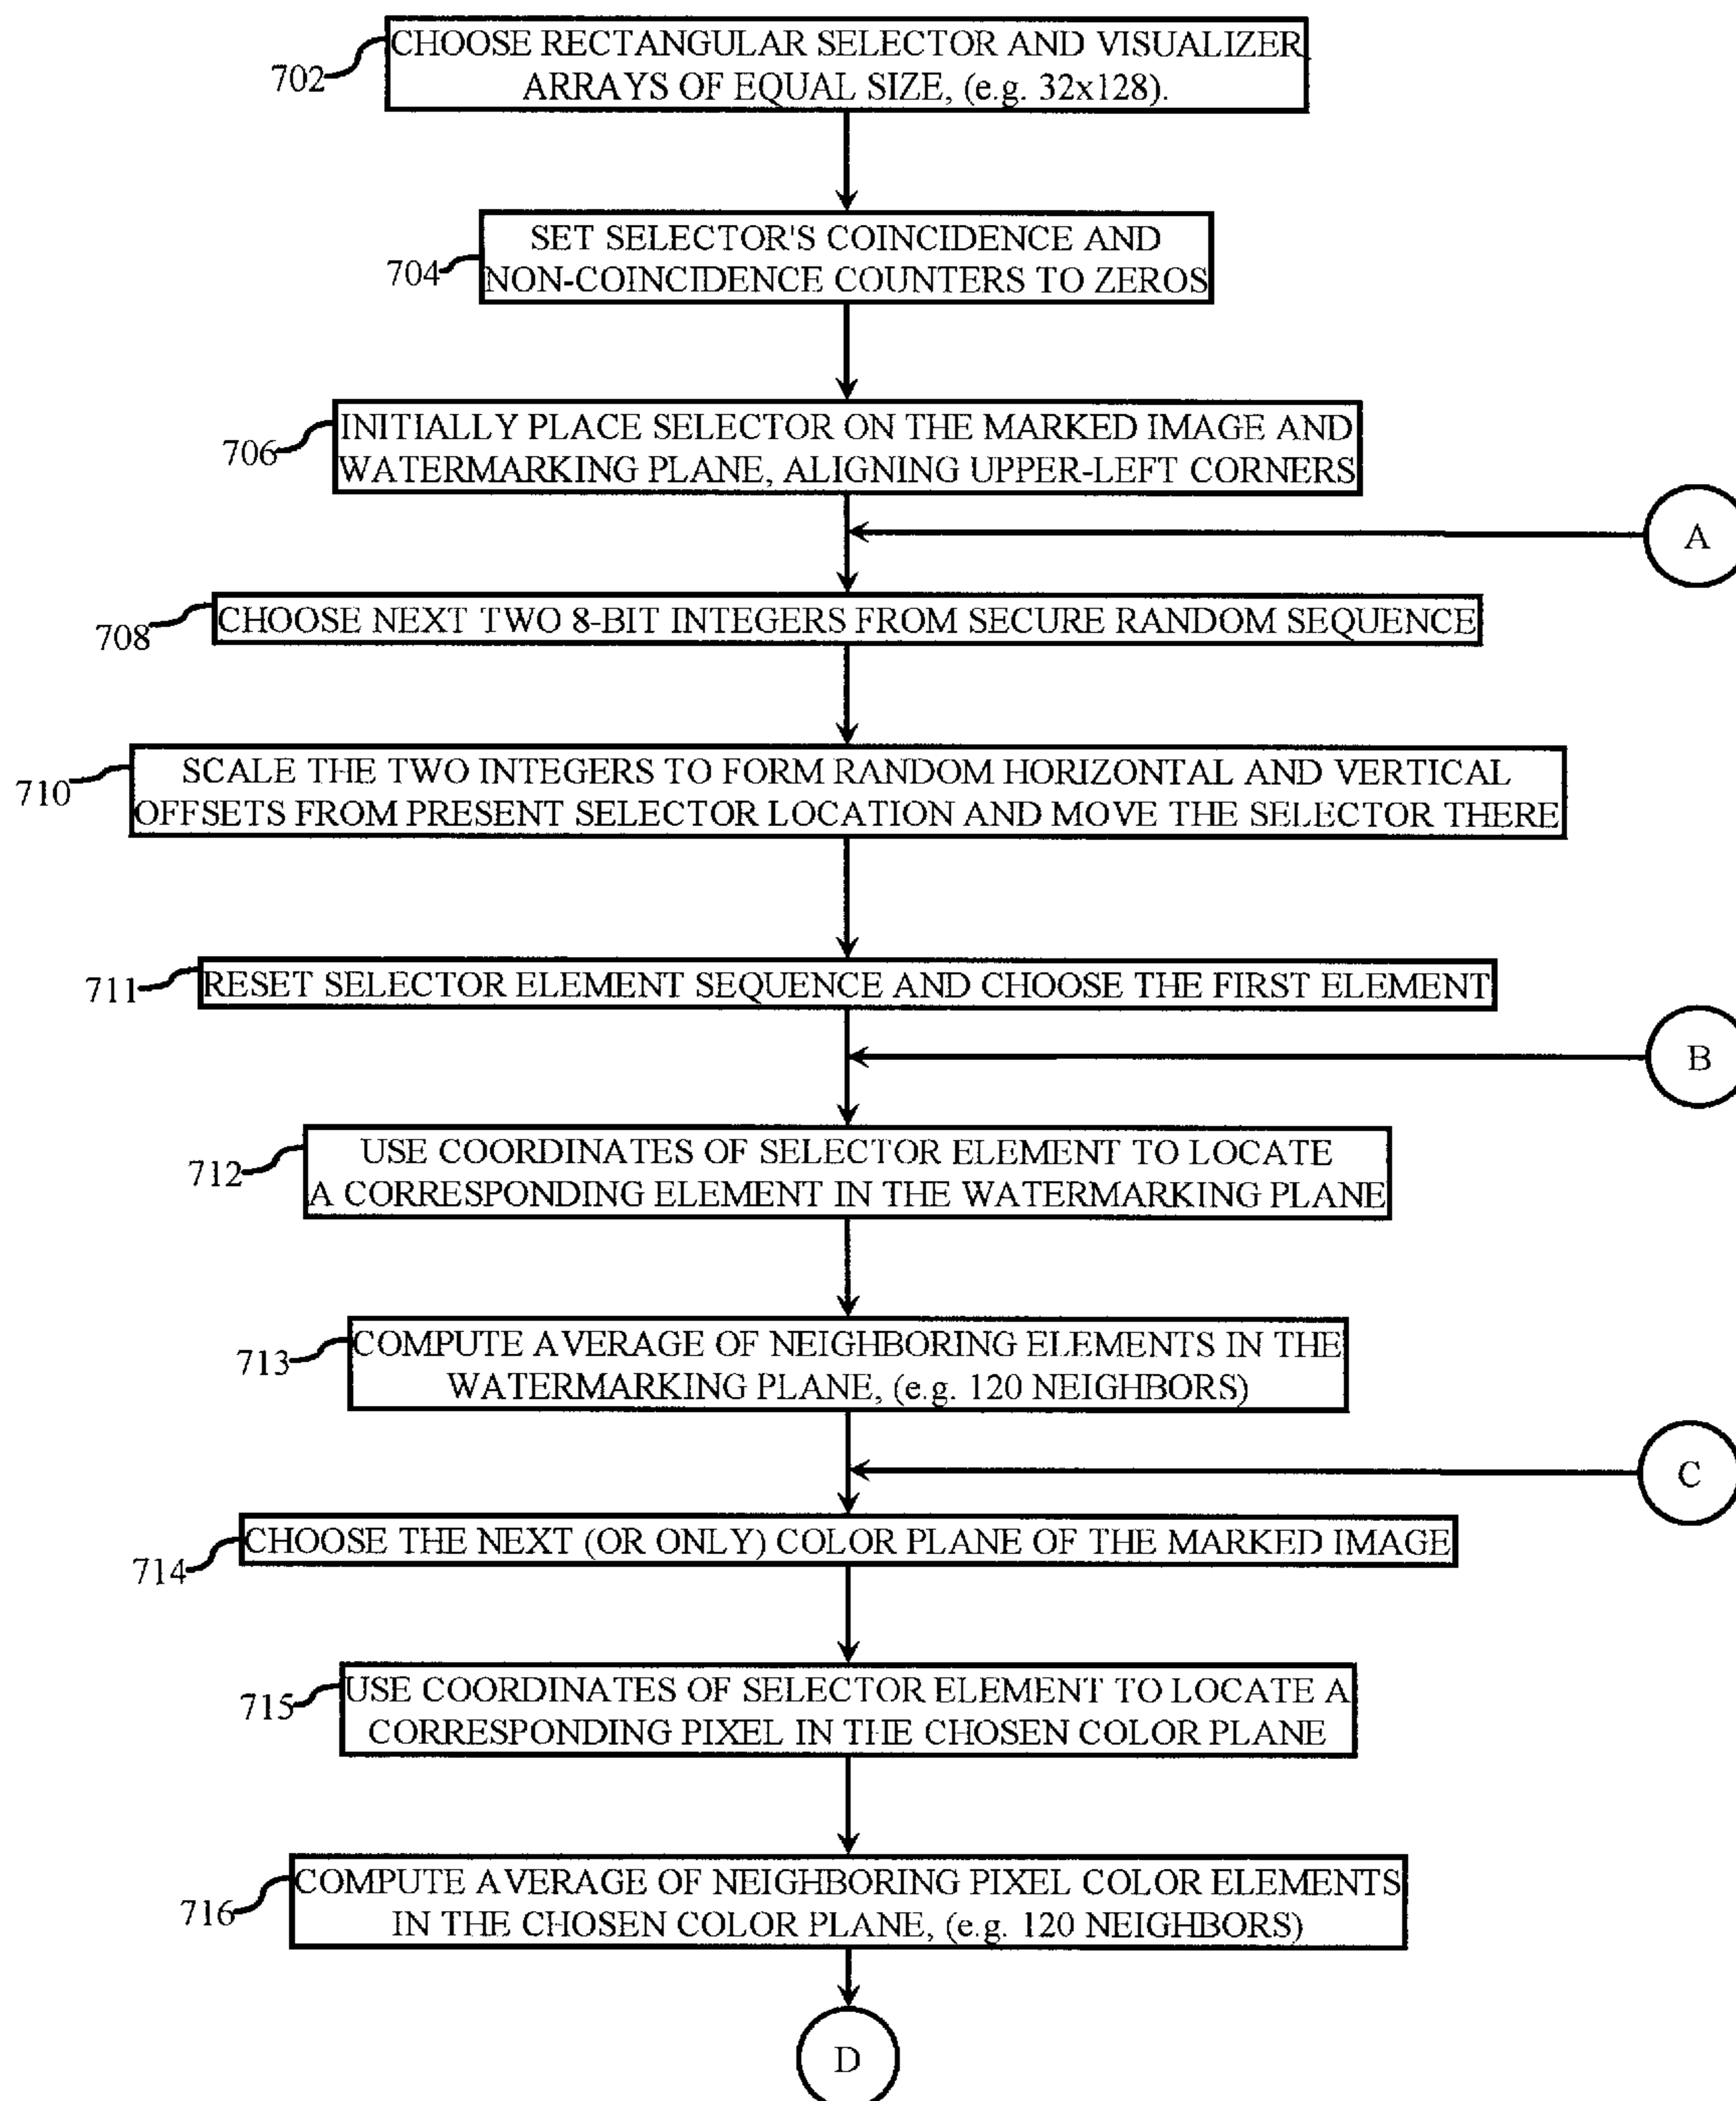 CHOOSE RECTANGULAR SELECTOR AND VISUALIZER
ARRAYS OF EQUAL SIZE, (e.g. 32x128).
702
SET SELECTOR'S COINCIDENCE AND
NON-COINCIDENCE COUNTERS TO ZEROS
704
INITIALLY PLACE SELECTOR ON THE MARKED IMAGE AND
WATERMARKING PLANE, ALIGNING UPPER-LEFT CORNERS
706
A
CHOOSE NEXT TWO 8-BIT INTEGERS FROM SECURE RANDOM SEQUENCE
708
SCALE THE TWO INTEGERS TO FORM RANDOM HORIZONTAL AND VERTICAL
OFFSETS FROM PRESENT SELECTOR LOCATION AND MOVE THE SELECTOR THERE
710
RESET SELECTOR ELEMENT SEQUENCE AND CHOOSE THE FIRST ELEMENT
711
B
USE COORDINATES OF SELECTOR ELEMENT TO LOCATE
A CORRESPONDING ELEMENT IN THE WATERMARKING PLANE
712
COMPUTE AVERAGE OF NEIGHBORING ELEMENTS IN THE
WATERMARKING PLANE, (e.g. 120 NEIGHBORS)
713
C
CHOOSE THE NEXT (OR ONLY) COLOR PLANE OF THE MARKED IMAGE
714
USE COORDINATES OF SELECTOR ELEMENT TO LOCATE A
CORRESPONDING PIXEL IN THE CHOSEN COLOR PLANE
715
COMPUTE AVERAGE OF NEIGHBORING PIXEL COLOR ELEMENTS
IN THE CHOSEN COLOR PLANE, (e.g. 120 NEIGHBORS)
716
D